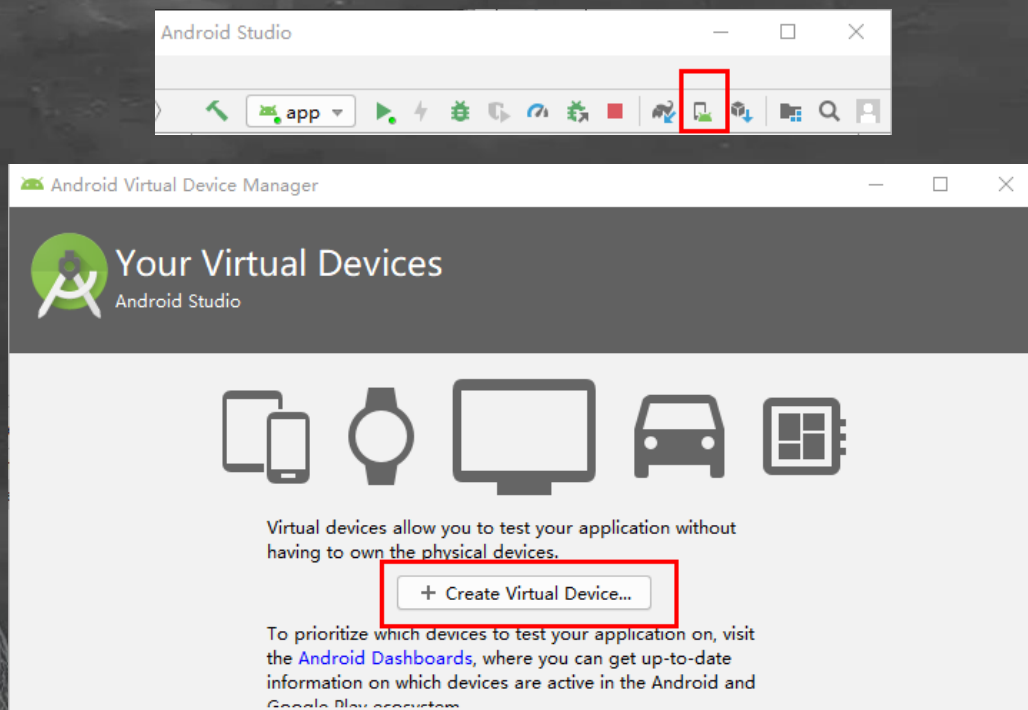 Android Studio
app
Android Virtual Device Manager
Your Virtual Devices
Android Studio
Virtual devices allow you to test your application without
having to own the physical devices.
+ Create Virtual Device...
To prioritize which devices to test your application on, visit
the Android Dashboards, where you can get up-to-date
information on which devices are active in the Android and
Google Play ecosystem